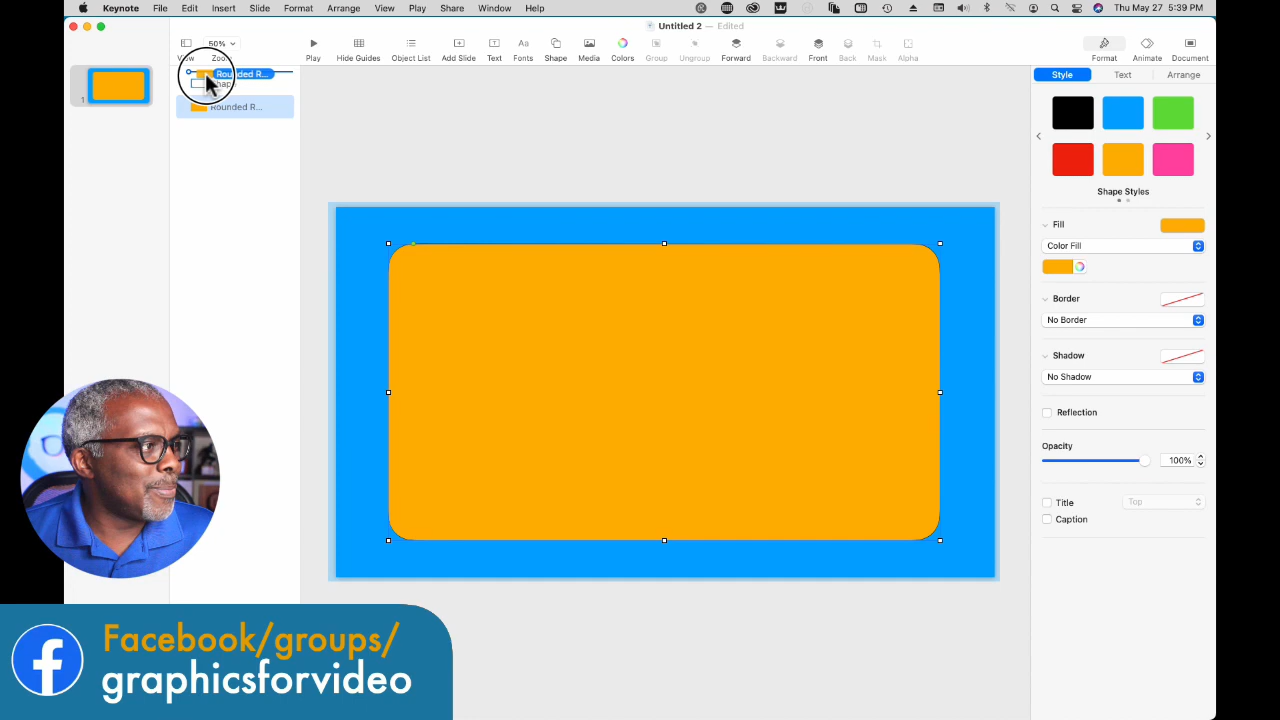 Keynote File Edit Insert Slide Format Arrange View Play Share Window Help Thu May 27 5:39 PM
Untitled 2 — Edited
50%
View Zoom Play Hide Guides Object List Add Slide Text Fonts Shape Media Colors Group Ungroup Forward Backward Front Back Mask Alpha Format Animate Document
Rounded R...
Rounded R...
1
Style Text Arrange
Shape Styles
Fill
Color Fill
Border
No Border
Shadow
No Shadow
Reflection
Opacity
100%
Title Top
Caption
Facebook/groups/
graphicsforvideo